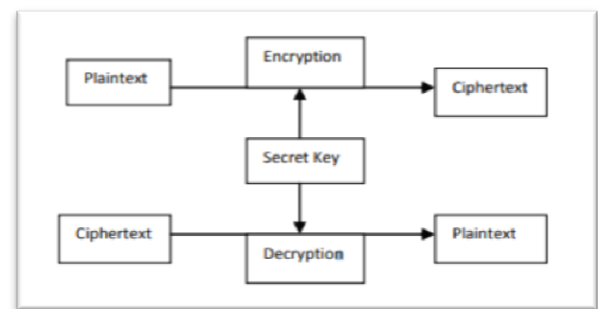 Encryption
Plaintext
Ciphertext
Secret Key
Ciphertext
Plaintext
Decryption